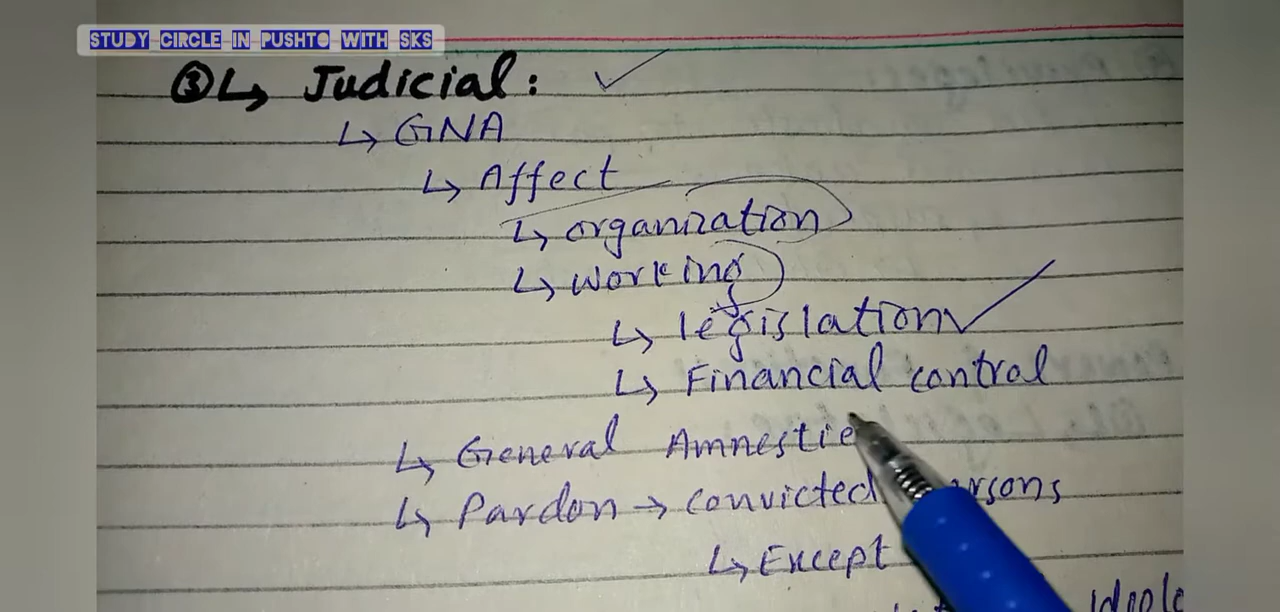 STUDY CIRCLE IN PUSHTO WITH SKS
③↳ Judicial: ✓
↳ GNA
↳ Affect
↳ organization
↳ working
↳ legislation ✓
↳ Financial control
↳ General Amnestie
↳ Pardon → convicted
↳ Except